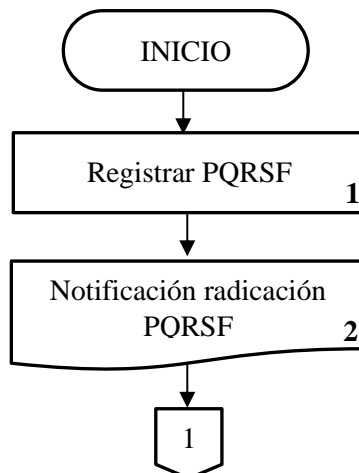 INICIO
Registrar PQRSF
1
Notificación radicación
PQRSF
2
1